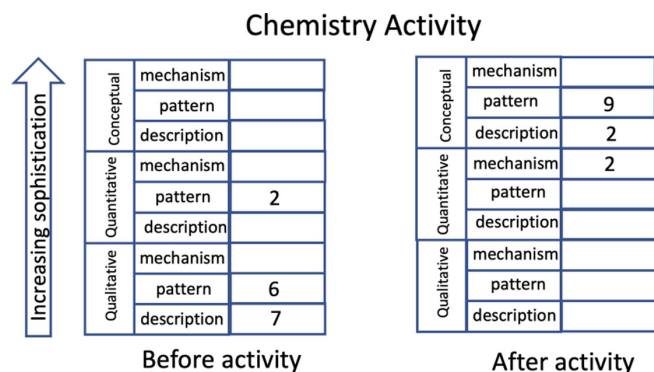 Chemistry Activity
Increasing sophistication
Conceptual
mechanism
pattern
description
Quantitative
mechanism
pattern 2
description
Qualitative
mechanism
pattern 6
description 7
Before activity
Conceptual
mechanism
pattern 9
description 2
Quantitative
mechanism 2
pattern
description
Qualitative
mechanism
pattern
description
After activity